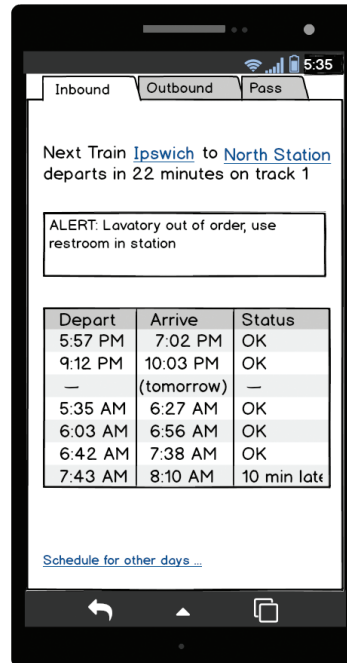 5:35
Inbound Outbound Pass
Next Train Ipswich to North Station
departs in 22 minutes on track 1
ALERT: Lavatory out of order, use
restroom in station
Depart Arrive Status
5:57 PM 7:02 PM OK
9:12 PM 10:03 PM OK
— (tomorrow) —
5:35 AM 6:27 AM OK
6:03 AM 6:56 AM OK
6:42 AM 7:38 AM OK
7:43 AM 8:10 AM 10 min late
Schedule for other days ...